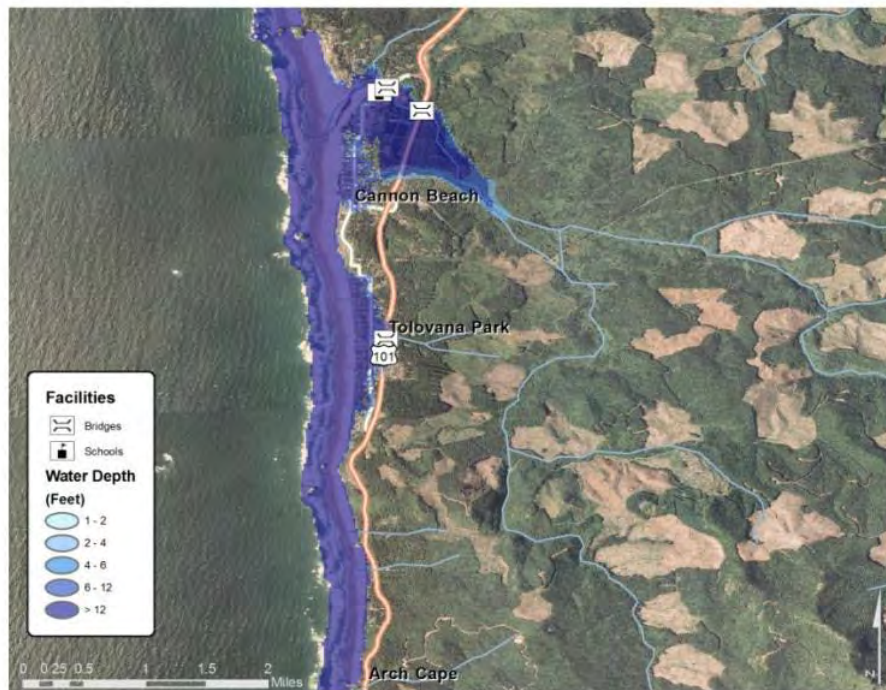 Cannon Beach
Tolovana Park
101
Facilities
Bridges
Schools
Water Depth
(Feet)
1 - 2
2 - 4
4 - 6
6 - 12
> 12
0 0.25 0.5 1 1.5 2
Miles
Arch Cape
N